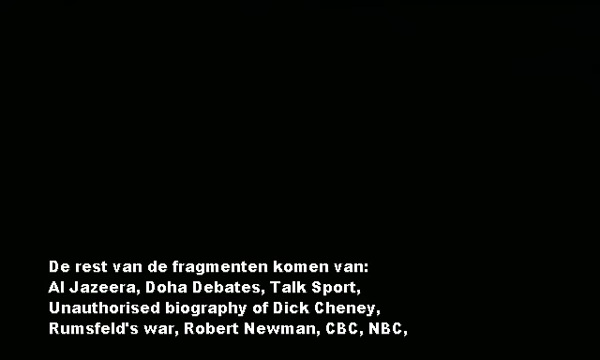 De rest van de fragmenten komen van:
Al Jazeera, Doha Debates, Talk Sport,
Unauthorised biography of Dick Cheney,
Rumsfeld's war, Robert Newman, CBC, NBC,